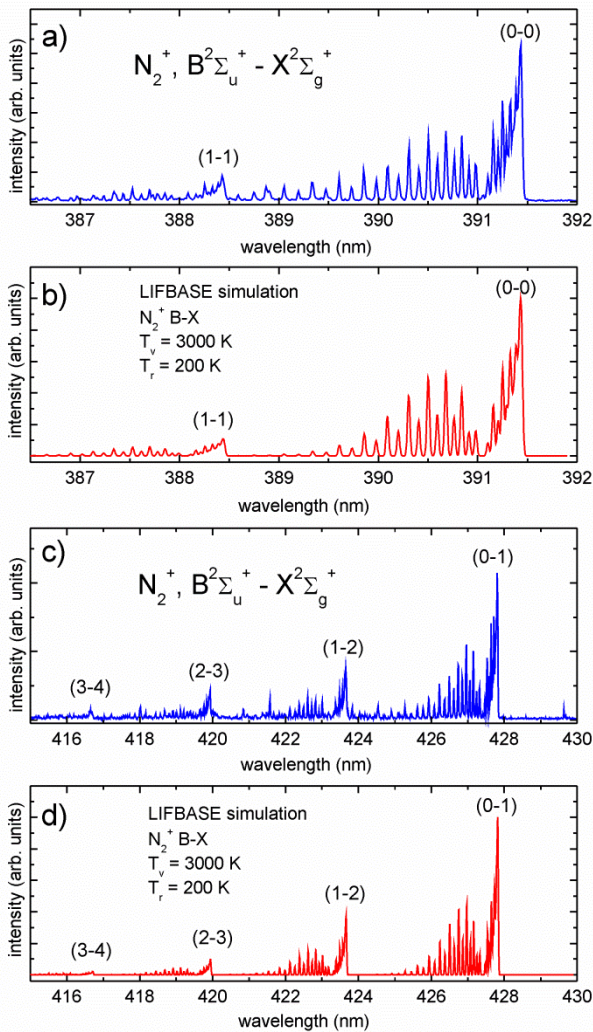 a)
(0-0)
N₂⁺, B²Σᵤ⁺ - X²Σg⁺
(1-1)
intensity (arb. units)
387 388 389 390 391 392
wavelength (nm)
b)
LIFBASE simulation
(0-0)
N₂⁺ B-X
Tᵥ = 3000 K
Tᵣ = 200 K
(1-1)
intensity (arb. units)
387 388 389 390 391 392
wavelength (nm)
c)
(0-1)
N₂⁺, B²Σᵤ⁺ - X²Σg⁺
(1-2)
(2-3)
(3-4)
intensity (arb. units)
416 418 420 422 424 426 428 430
wavelength (nm)
d)
LIFBASE simulation
(0-1)
N₂⁺ B-X
Tᵥ = 3000 K
Tᵣ = 200 K
(1-2)
(2-3)
(3-4)
intensity (arb. units)
416 418 420 422 424 426 428 430
wavelength (nm)